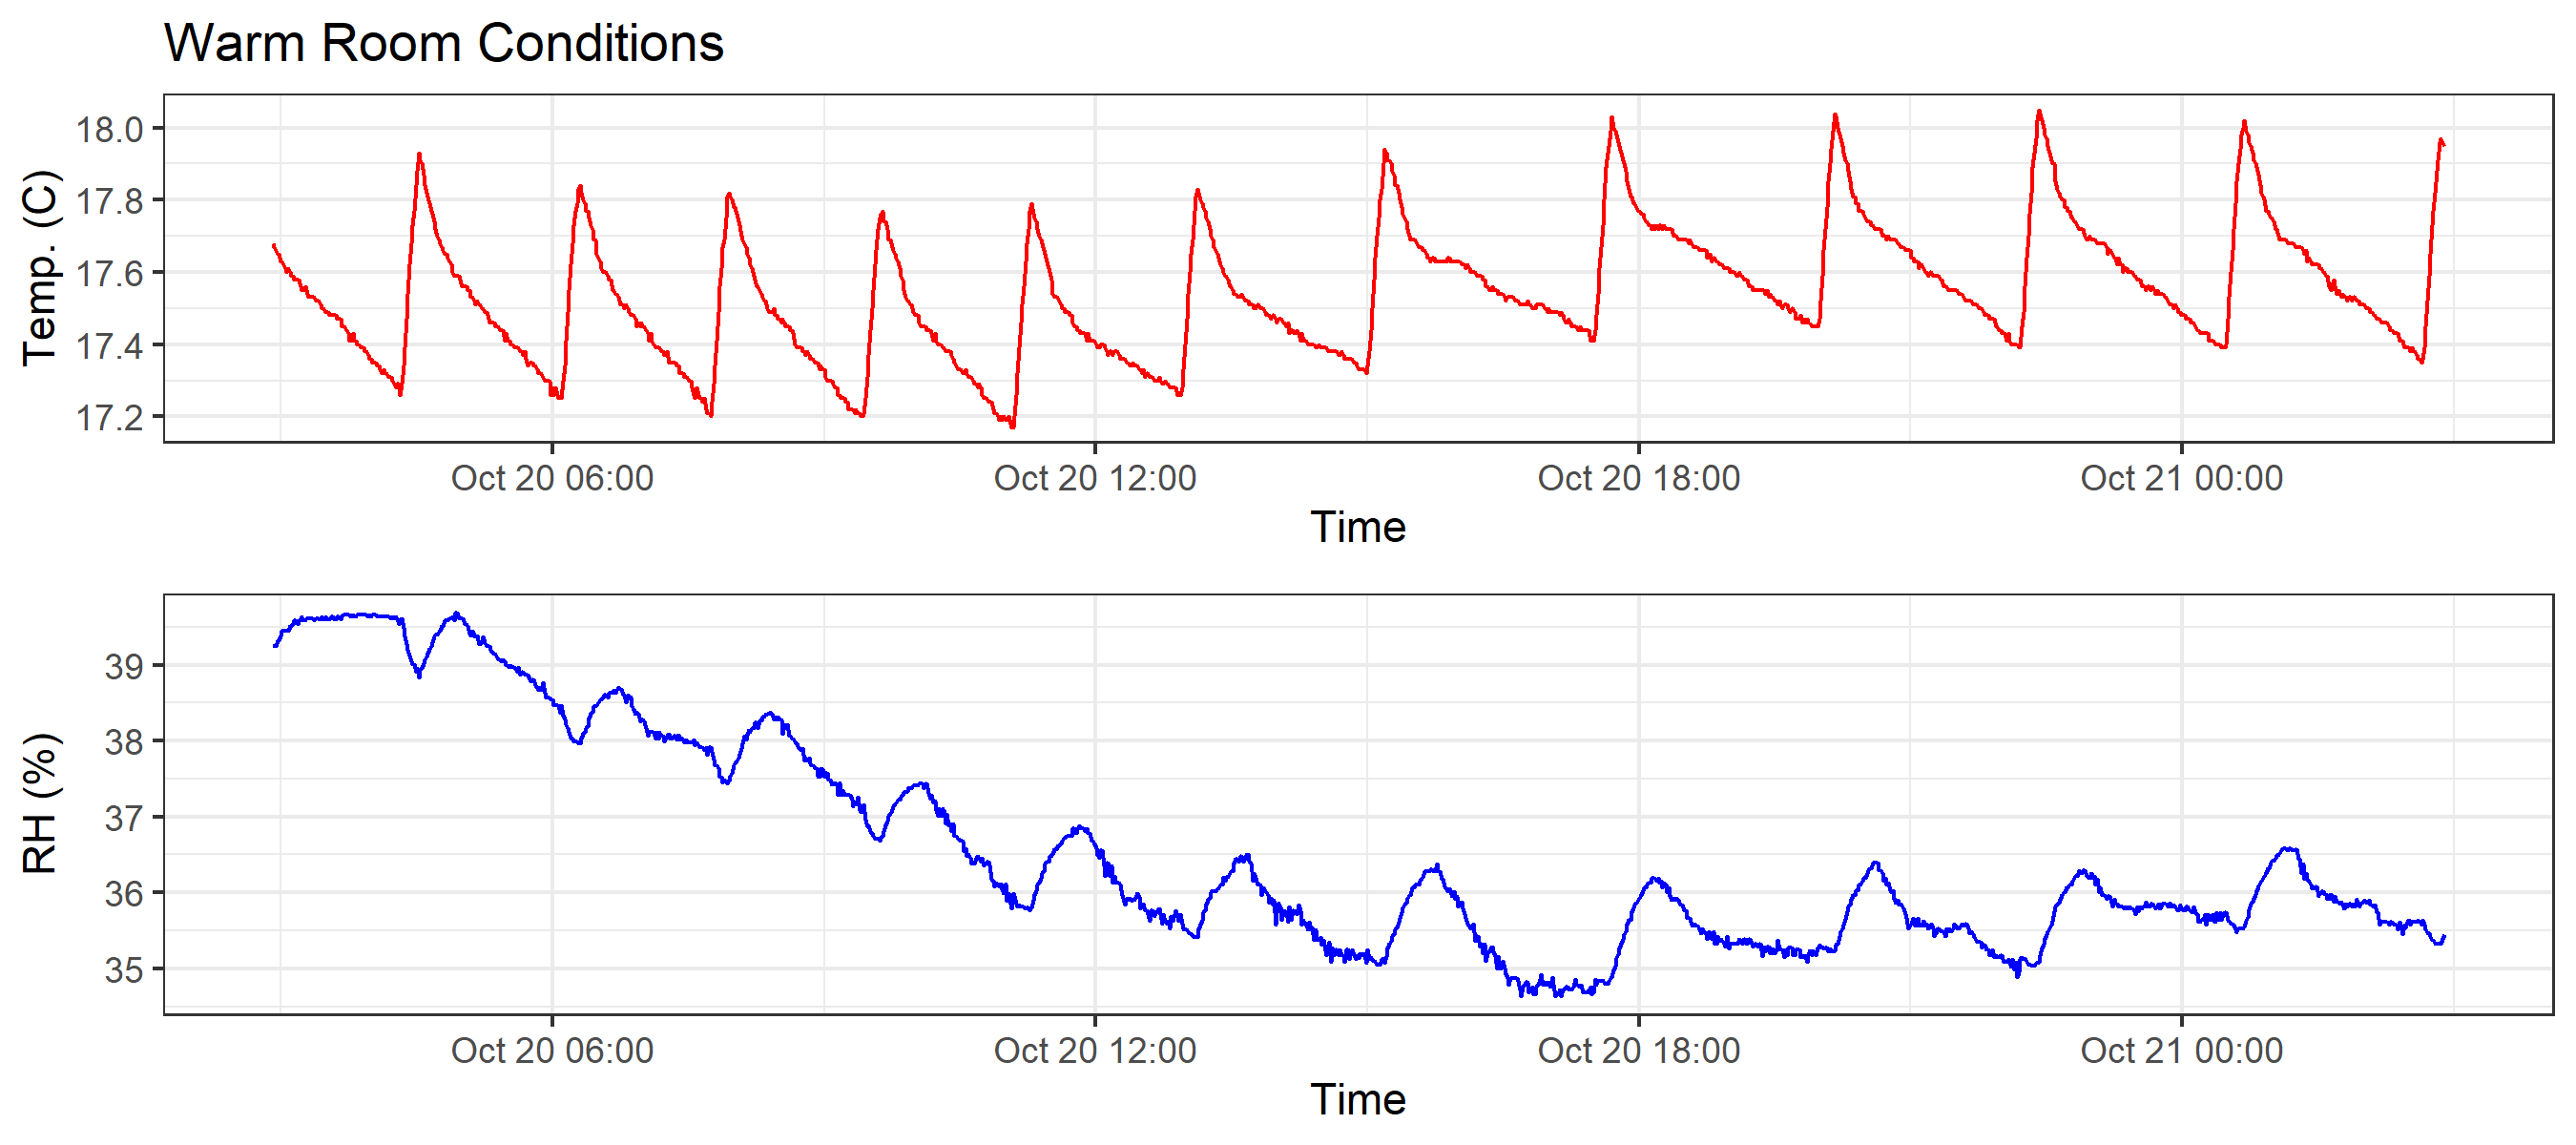 Warm Room Conditions
Temp. (C)
18.0
17.8
17.6
17.4
17.2
Oct 20 06:00 Oct 20 12:00 Oct 20 18:00 Oct 21 00:00
Time
RH (%)
39
38
37
36
35
Oct 20 06:00 Oct 20 12:00 Oct 20 18:00 Oct 21 00:00
Time